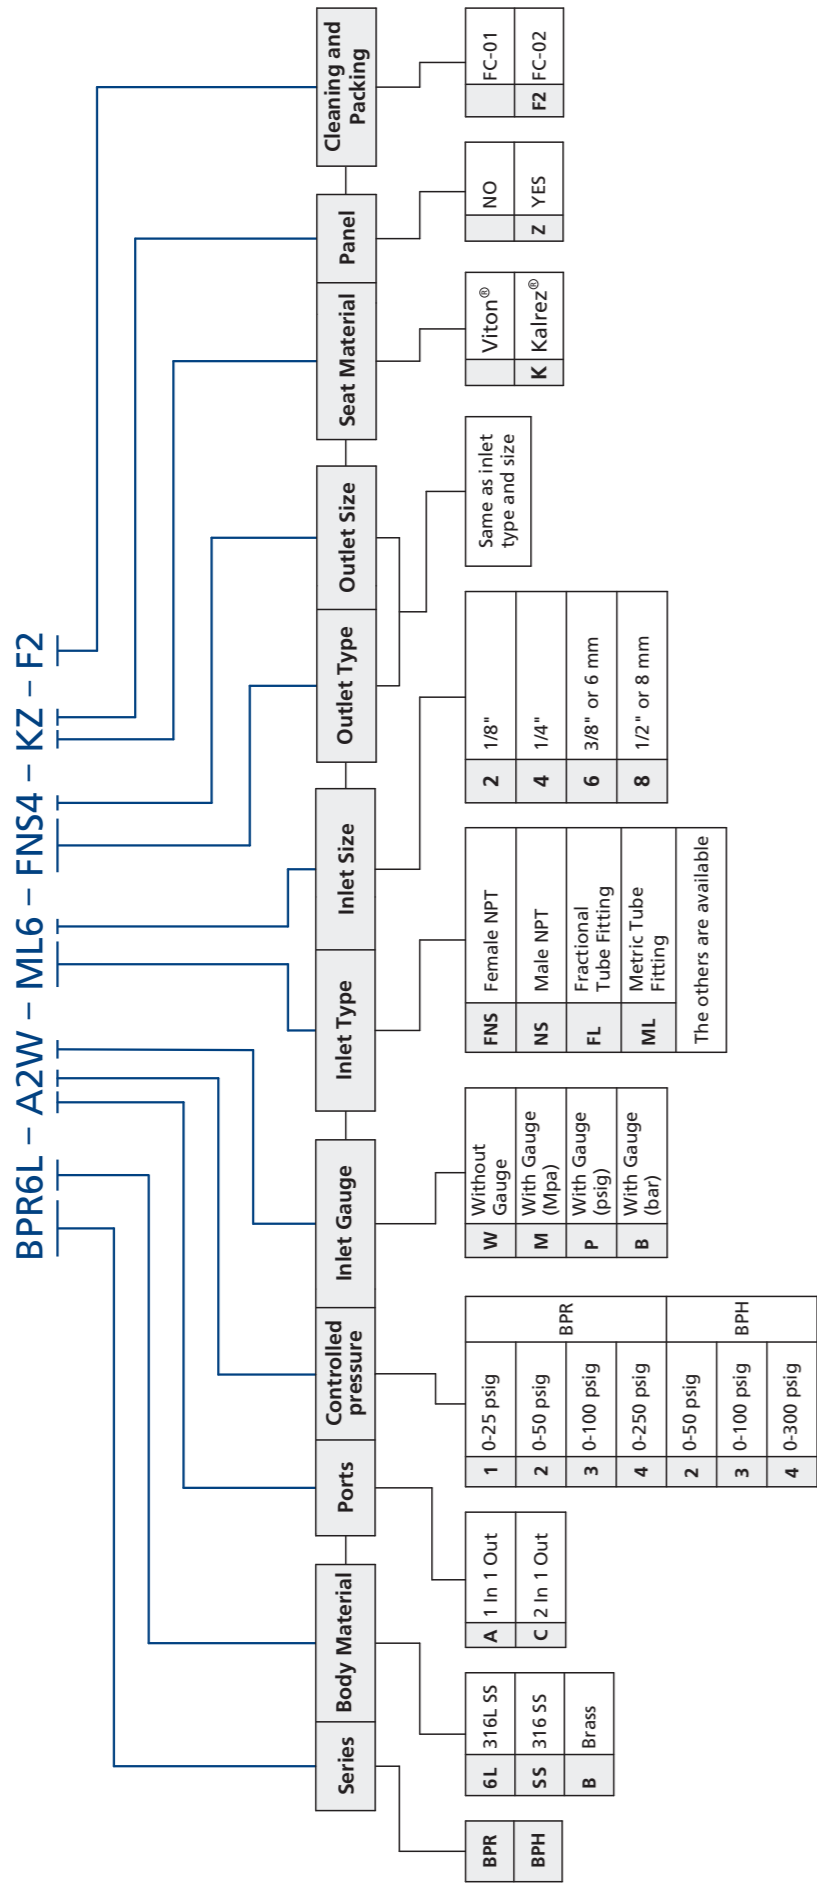 BPR6L – A2W – ML6 – FNS4 – KZ – F2
Series
Body Material
Ports
Controlled
pressure
Inlet Gauge
Inlet Type
Inlet Size
Outlet Type
Outlet Size
Seat Material
Panel
Cleaning and
Packing
BPR
BPH
6L 316L SS
SS 316 SS
B Brass
A 1 In 1 Out
C 2 In 1 Out
1 0-25 psig
2 0-50 psig
3 0-100 psig
4 0-250 psig
BPR
2 0-50 psig
3 0-100 psig
4 0-300 psig
BPH
W Without
Gauge
M With Gauge
(Mpa)
P With Gauge
(psig)
B With Gauge
(bar)
FNS Female NPT
NS Male NPT
FL Fractional
Tube Fitting
ML Metric Tube
Fitting
The others are available
2 1/8"
4 1/4"
6 3/8" or 6 mm
8 1/2" or 8 mm
Same as inlet
type and size
Viton®
K Kalrez®
NO
Z YES
FC-01
F2 FC-02